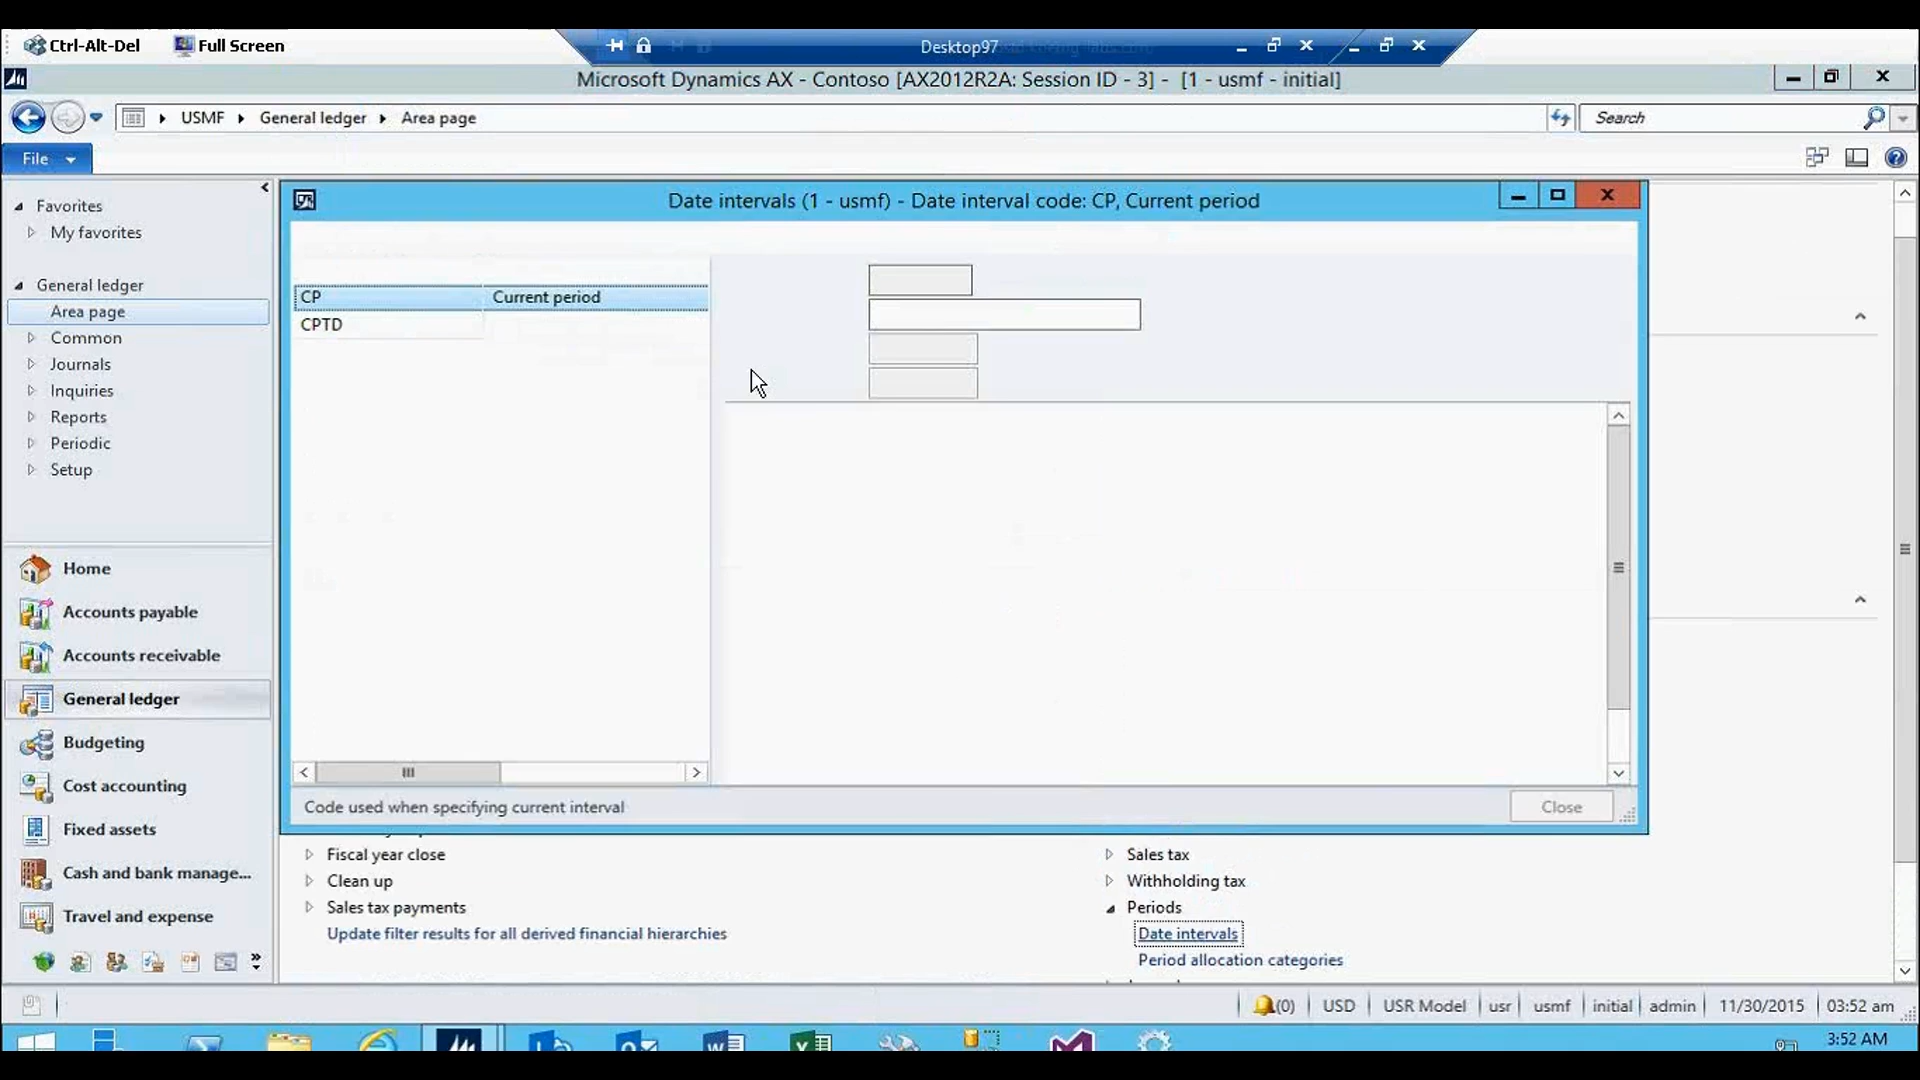 Ctrl-Alt-Del
Full Screen
Desktop97
Microsoft Dynamics AX - Contoso [AX2012R2A: Session ID - 3] - [1 - usmf - initial]
USMF
General ledger
Area page
Search
File
Favorites
My favorites
General ledger
Area page
Common
Journals
Inquiries
Reports
Periodic
Setup
Home
Accounts payable
Accounts receivable
General ledger
Budgeting
Cost accounting
Fixed assets
Cash and bank manage...
Travel and expense
Date intervals (1 - usmf) - Date interval code: CP, Current period
CP
Current period
CPTD
Code used when specifying current interval
Close
Fiscal year close
Clean up
Sales tax payments
Update filter results for all derived financial hierarchies
Sales tax
Withholding tax
Periods
Date intervals
Period allocation categories
(0)
USD
USR Model
usr
usmf
initial
admin
11/30/2015
03:52 am
3:52 AM